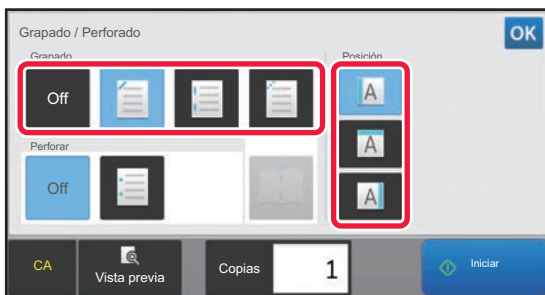 Grapado / Perforado
OK
Grapado
Posición
Off
A
A
A
Perforar
Off
CA
Vista previa
Copias
1
Iniciar